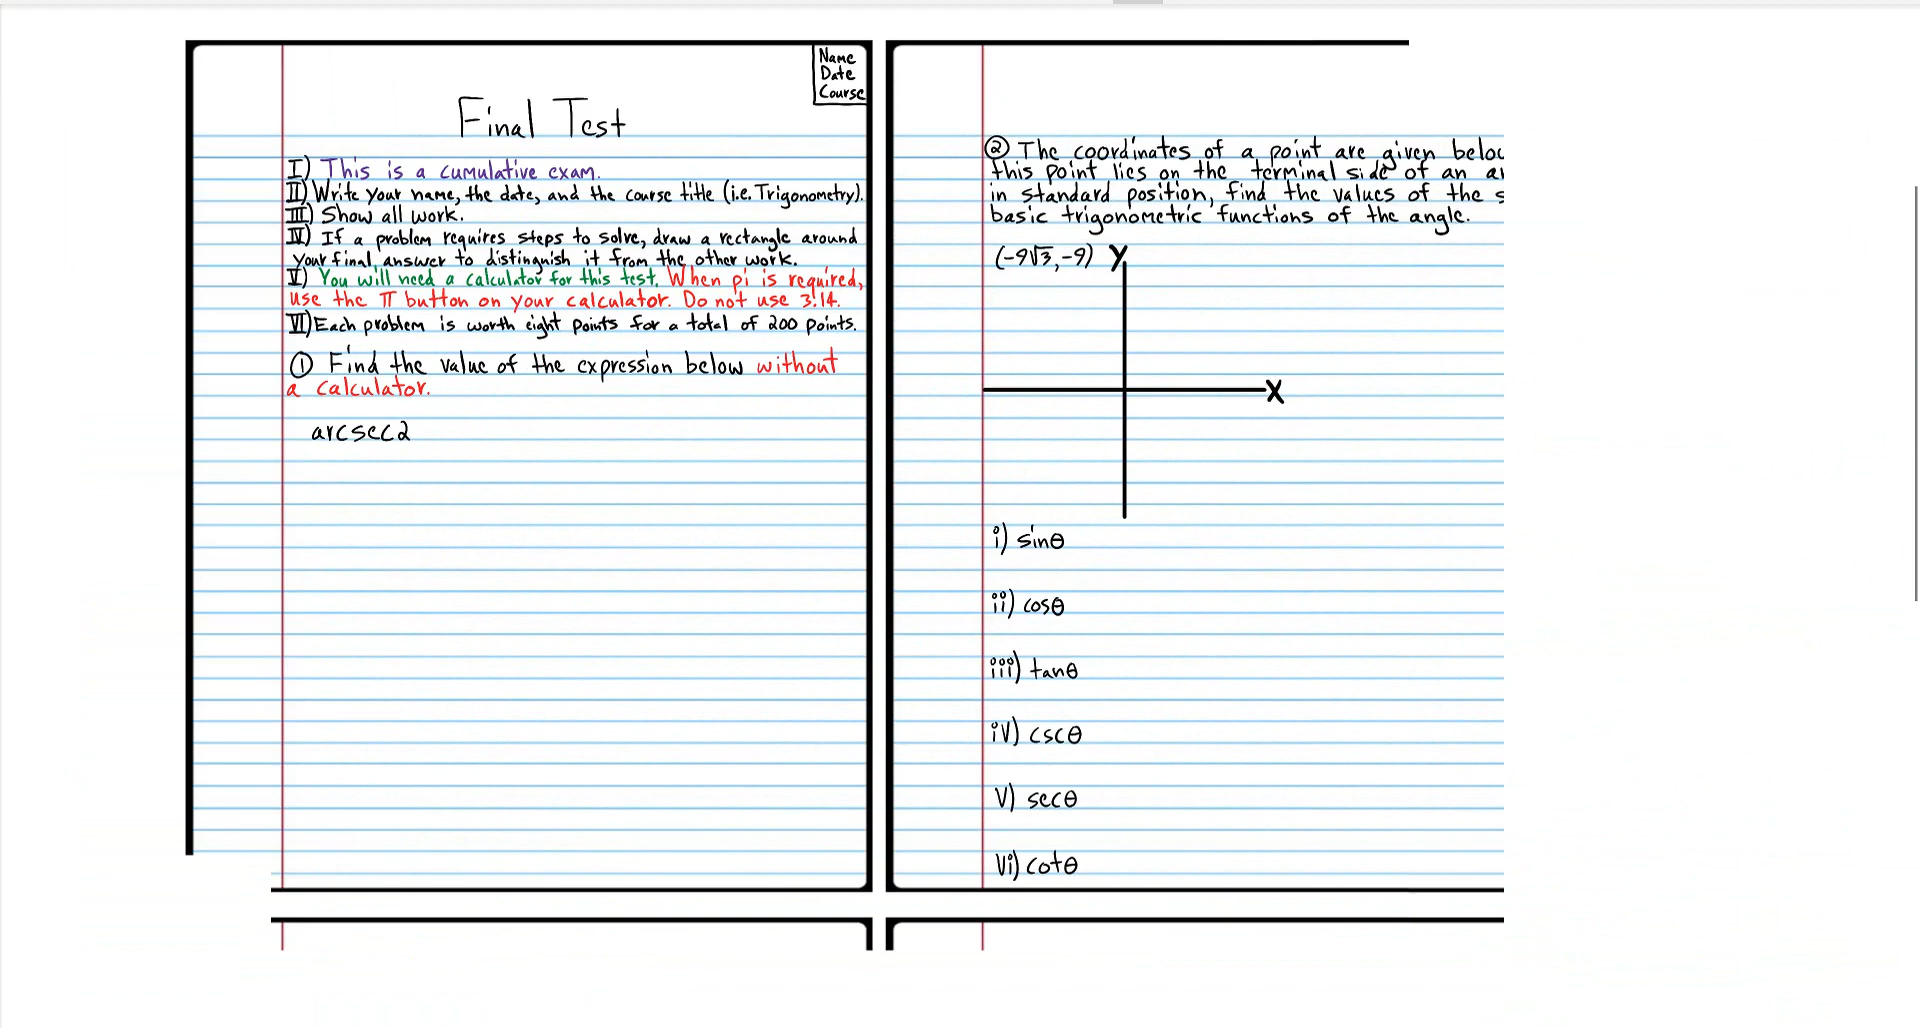 Name
Date
Course
Final Test
I) This is a cumulative exam.
II) Write your name, the date, and the course title (i.e. Trigonometry).
III) Show all work.
IV) If a problem requires steps to solve, draw a rectangle around
your final answer to distinguish it from the other work.
V) You will need a calculator for this test. When pi is required,
use the π button on your calculator. Do not use 3.14.
VI) Each problem is worth eight points for a total of 200 points.
① Find the value of the expression below without
a calculator.
arcsec2
② The coordinates of a point are given
this point lies on the terminal side of an
in standard position, find the values of the
basic trigonometric functions of the angle.
(-9√3,-9) Y
X
i) sinθ
ii) cosθ
iii) tanθ
iv) cscθ
v) secθ
vi) cotθ